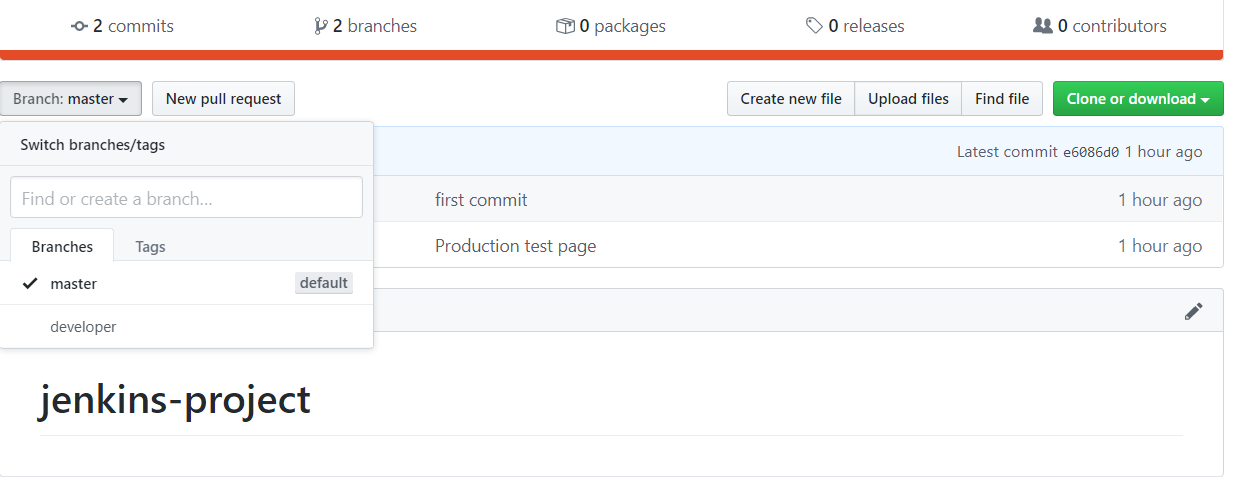 2 commits 2 branches 0 packages 0 releases 0 contributors
Branch: master New pull request Create new file Upload files Find file Clone or download
Switch branches/tags
Latest commit e6086d0 1 hour ago
Find or create a branch...
first commit 1 hour ago
Branches Tags
Production test page 1 hour ago
master default
developer
jenkins-project